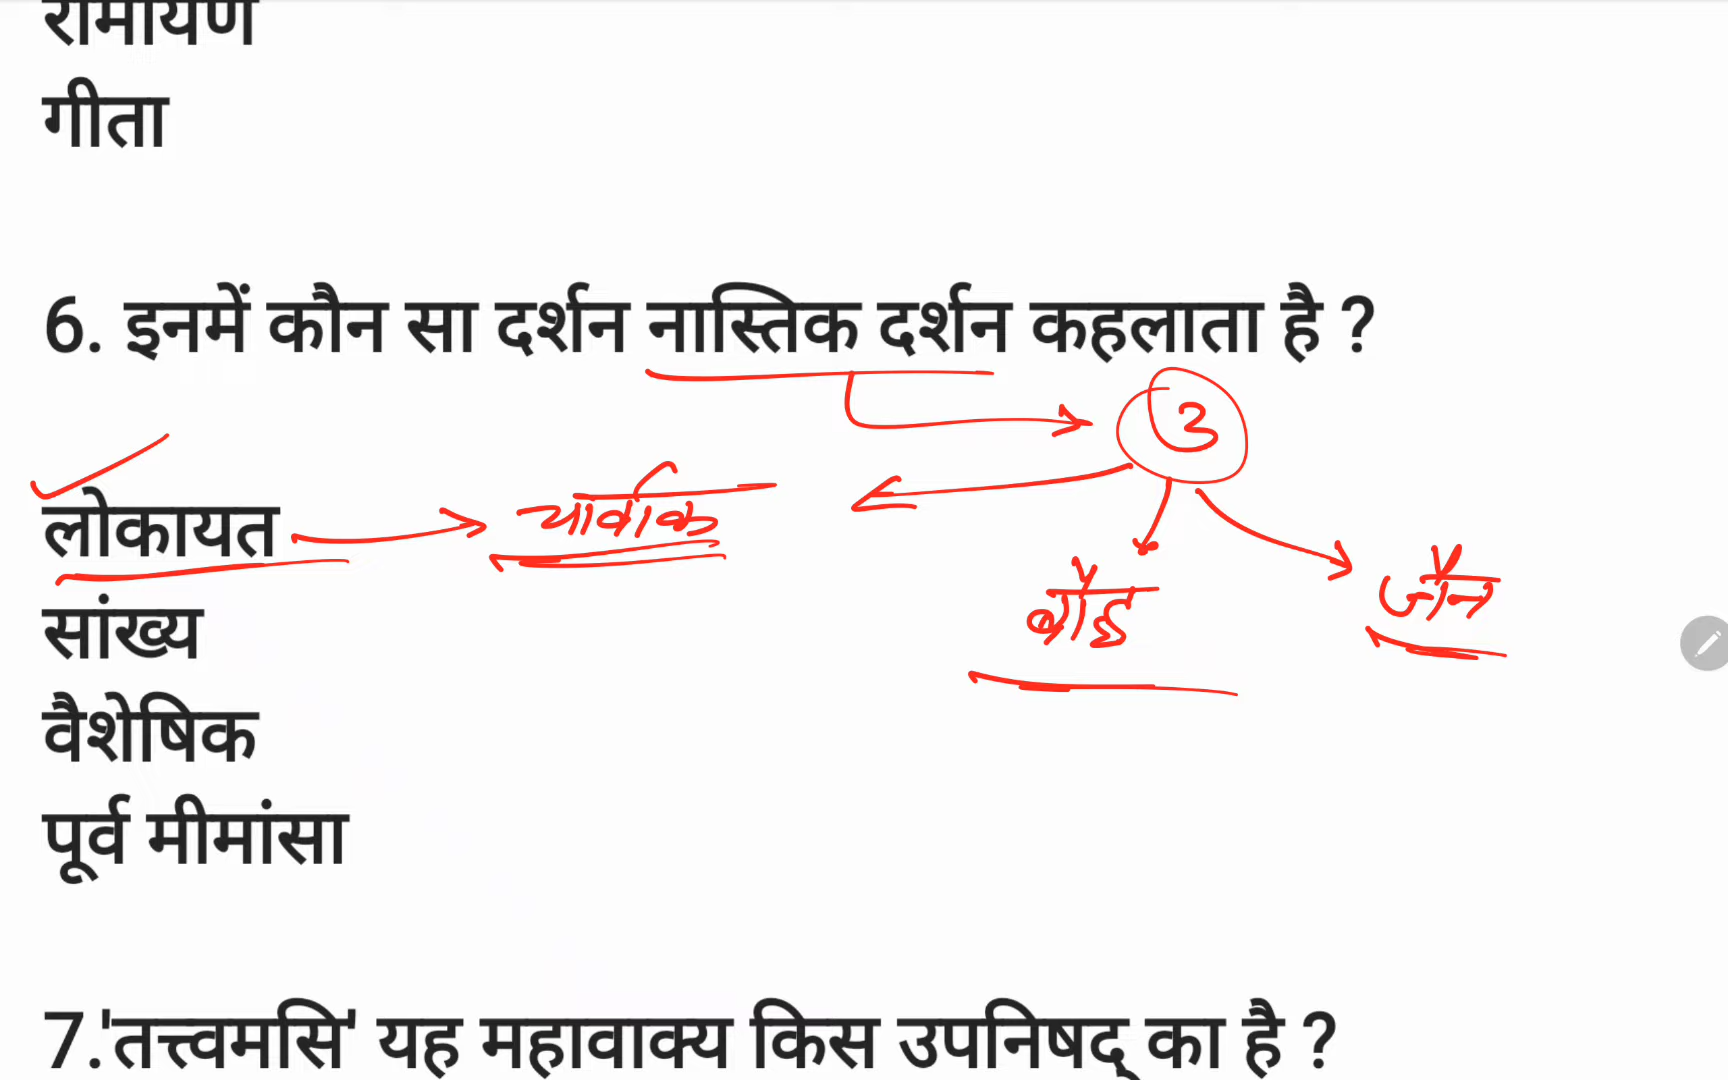 रामायण
गीता
6. इनमें कौन सा दर्शन नास्तिक दर्शन कहलाता है ?
3
लोकायत
चार्वाक
बौद्ध
जैन
सांख्य
वैशेषिक
पूर्व मीमांसा
7.'तत्त्वमसि' यह महावाक्य किस उपनिषद् का है ?